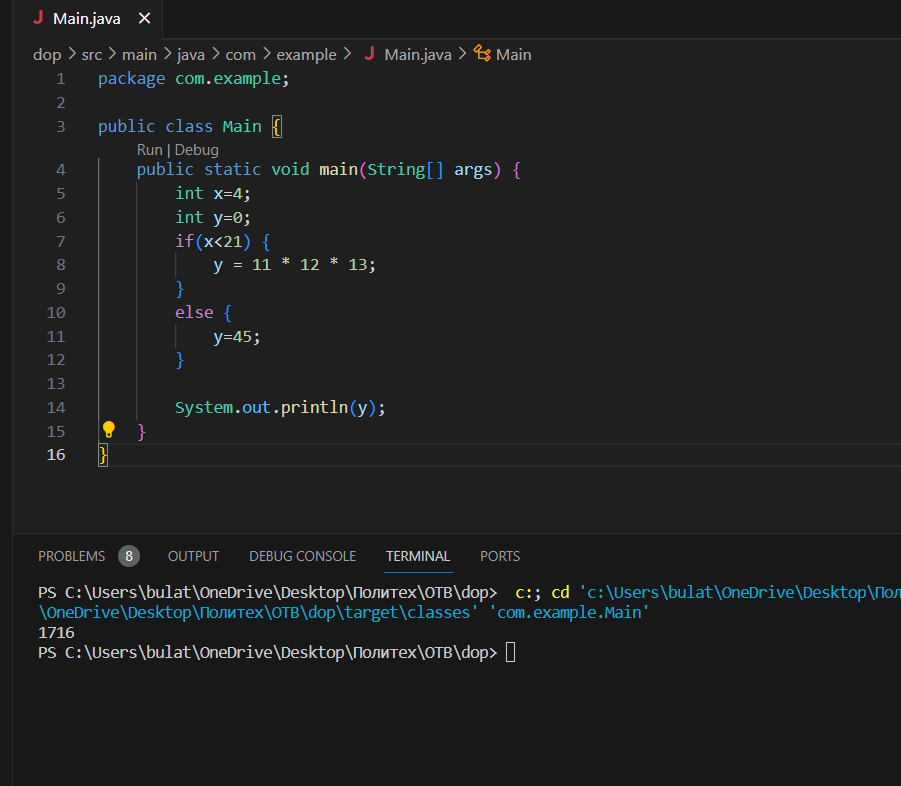 J Main.java ×
dop > src > main > java > com > example > J Main.java > Main
1 package com.example;
2
3 public class Main {
Run | Debug
4 public static void main(String[] args) {
5 int x=4;
6 int y=0;
7 if(x<21) {
8 y = 11 * 12 * 13;
9 }
10 else {
11 y=45;
12 }
13
14 System.out.println(y);
15 }
16 }
PROBLEMS 8 OUTPUT DEBUG CONSOLE TERMINAL PORTS
PS C:\Users\bulat\OneDrive\Desktop\Политех\ОТВ\dop> c:; cd 'c:\Users\bulat\OneDrive\Desktop\Пол
\OneDrive\Desktop\Политех\ОТВ\dop\target\classes' 'com.example.Main'
1716
PS C:\Users\bulat\OneDrive\Desktop\Политех\ОТВ\dop>